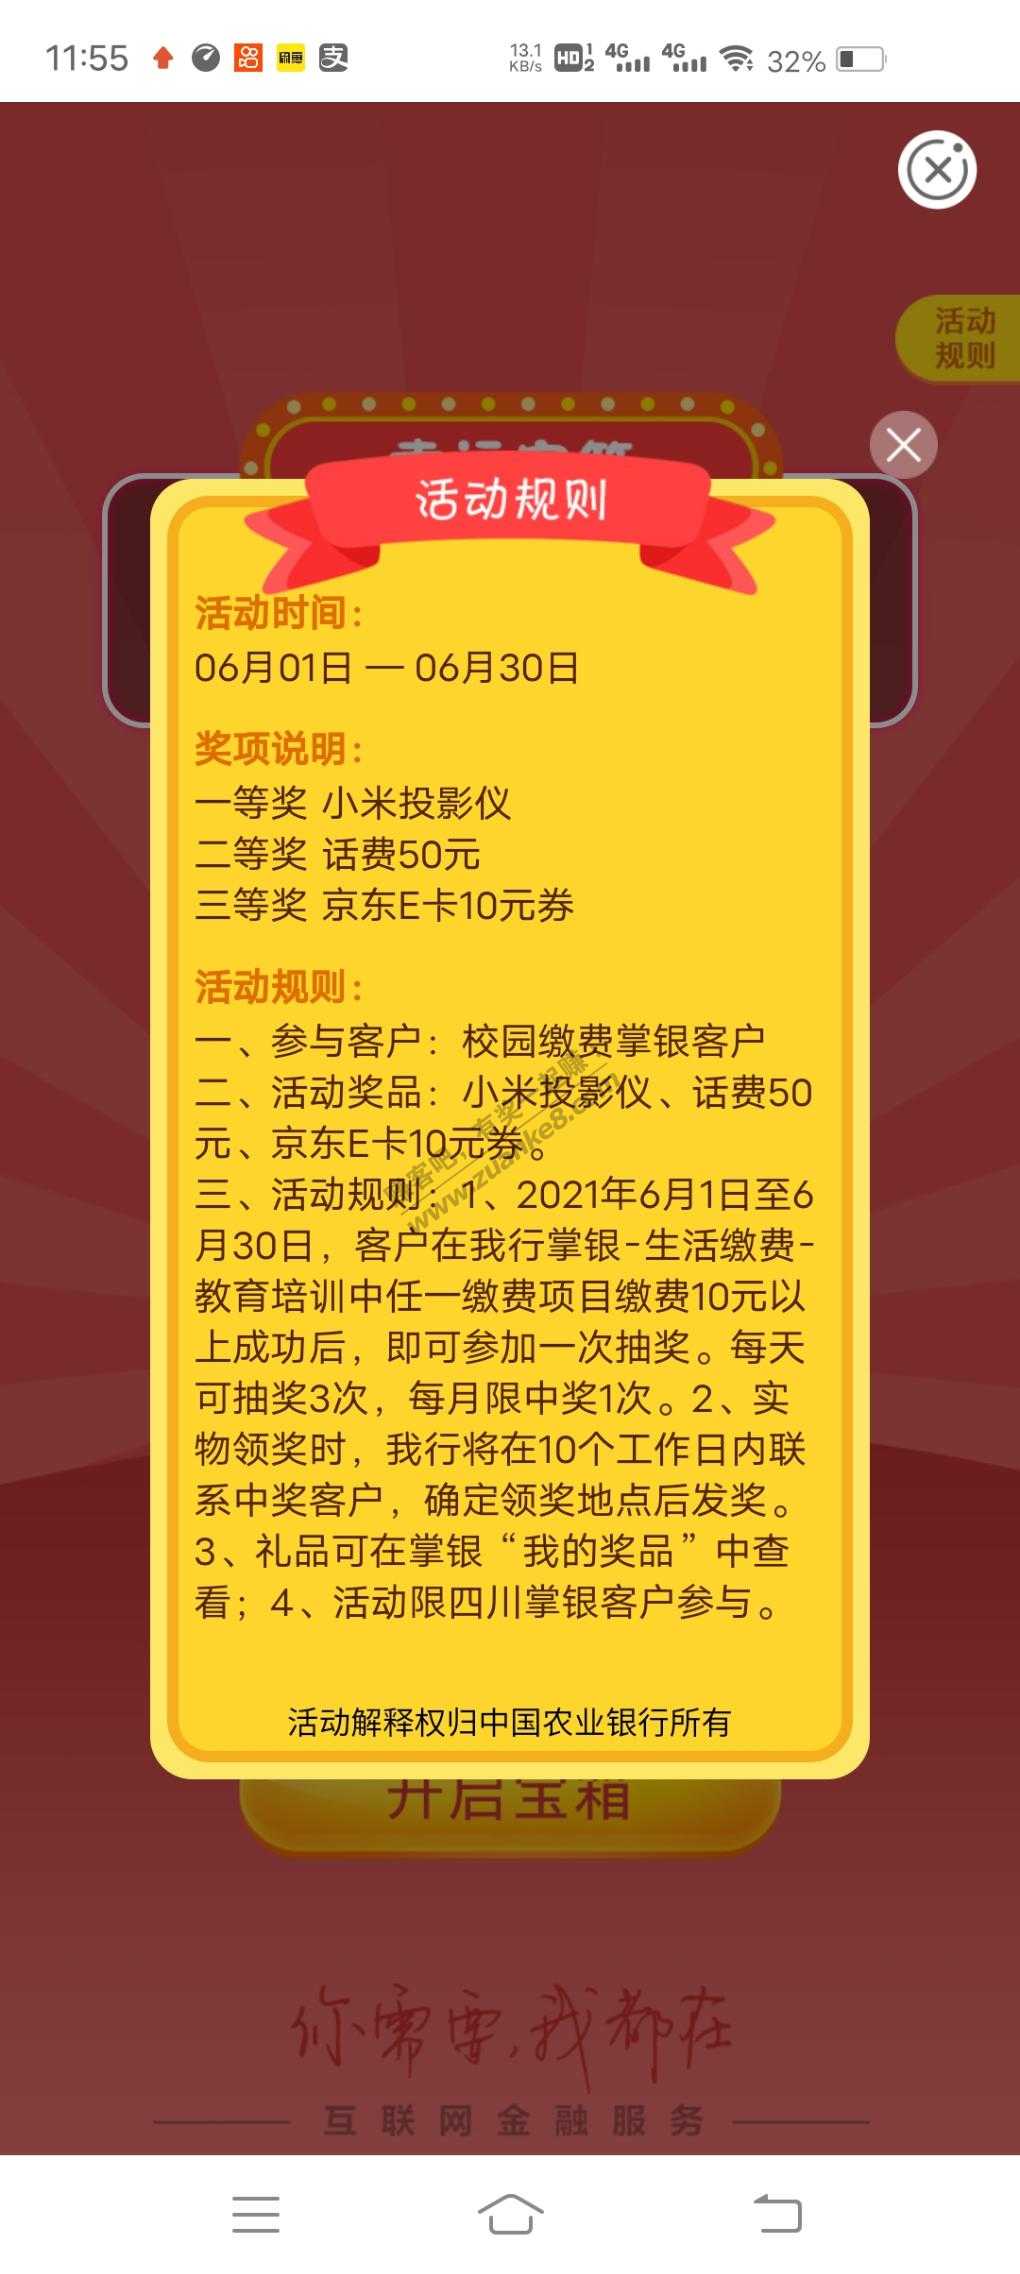 11:55
13.1
KB/s
HD 1 2
4G
4G
32%
支
活动
规则
活动规则
活动时间：
06月01日 — 06月30日
奖项说明：
一等奖 小米投影仪
二等奖 话费50元
三等奖 京东E卡10元券
活动规则：
一、参与客户：校园缴费掌银客户
二、活动奖品：小米投影仪、话费50
元、京东E卡10元券。
三、活动规则：1、2021年6月1日至6
月30日，客户在我行掌银-生活缴费-
教育培训中任一缴费项目缴费10元以
上成功后，即可参加一次抽奖。每天
可抽奖3次，每月限中奖1次。2、实
物领奖时，我行将在10个工作日内联
系中奖客户，确定领奖地点后发奖。
3、礼品可在掌银“我的奖品”中查
看；4、活动限四川掌银客户参与。
赚客吧，有奖一起赚！
www.zuanke8.com
活动解释权归中国农业银行所有
开启宝箱
你需要,我都在
互联网金融服务